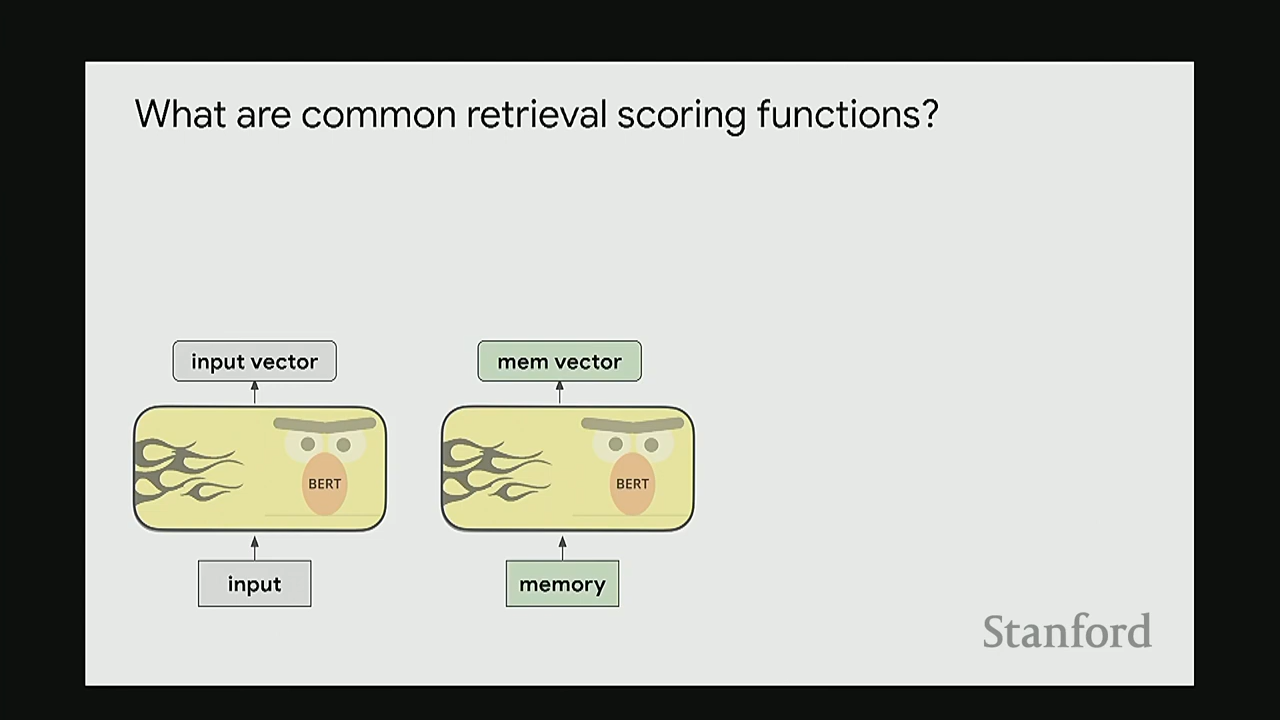 What are common retrieval scoring functions?
input vector
mem vector
BERT
BERT
input
memory
Stanford